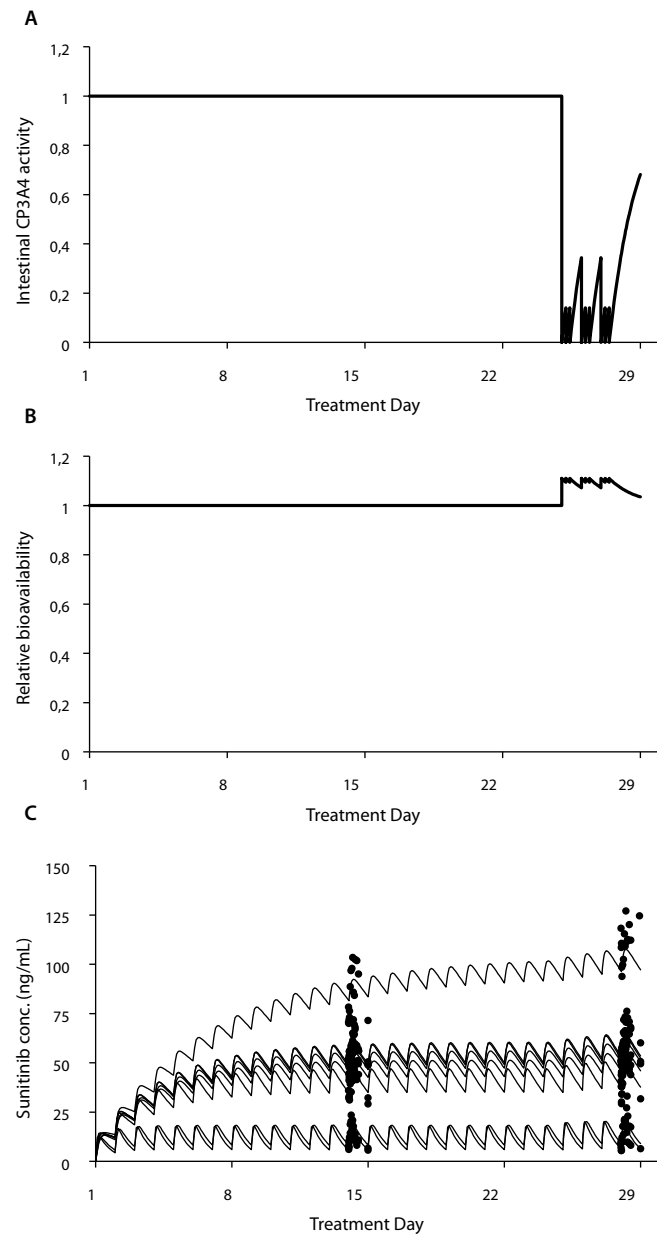 A
1,2
1
0,8
0,6
0,4
0,2
0
Intestinal CP3A4 activity
1 8 15 22 29
Treatment Day
B
1,2
1
0,8
0,6
0,4
0,2
0
Relative bioavailability
1 8 15 22 29
Treatment Day
C
150
125
100
75
50
25
0
Sunitinib conc. (ng/mL)
1 8 15 22 29
Treatment Day